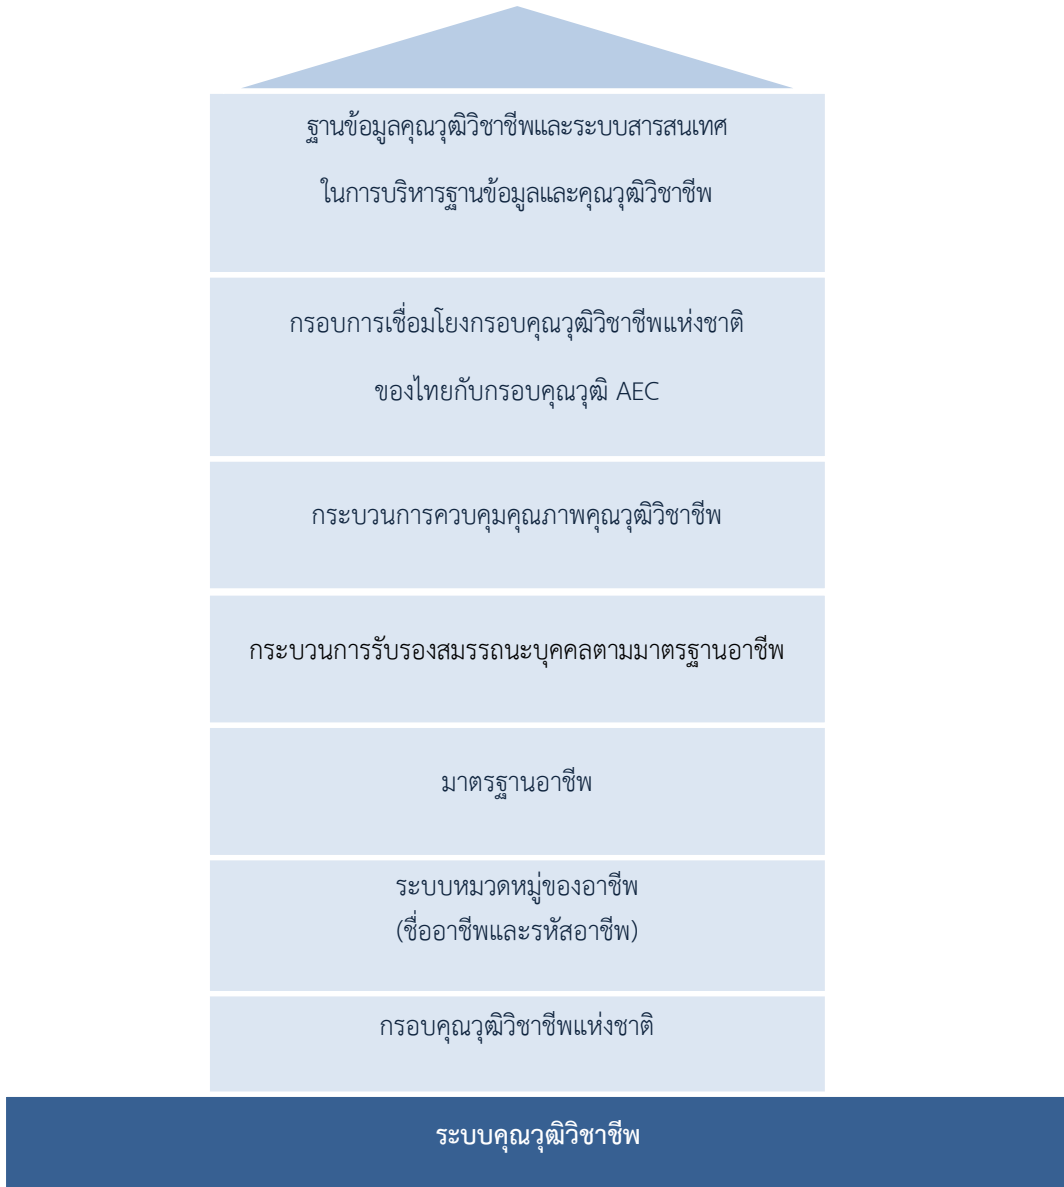 ฐานข้อมูลคุณวุฒิวิชาชีพและระบบสารสนเทศ
ในการบริหารฐานข้อมูลและคุณวุฒิวิชาชีพ
กรอบการเชื่อมโยงกรอบคุณวุฒิวิชาชีพแห่งชาติ
ของไทยกับกรอบคุณวุฒิ AEC
กระบวนการควบคุมคุณภาพคุณวุฒิวิชาชีพ
กระบวนการรับรองสมรรถนะบุคคลตามมาตรฐานอาชีพ
มาตรฐานอาชีพ
ระบบหมวดหมู่ของอาชีพ
(ชื่ออาชีพและรหัสอาชีพ)
กรอบคุณวุฒิวิชาชีพแห่งชาติ
ระบบคุณวุฒิวิชาชีพ